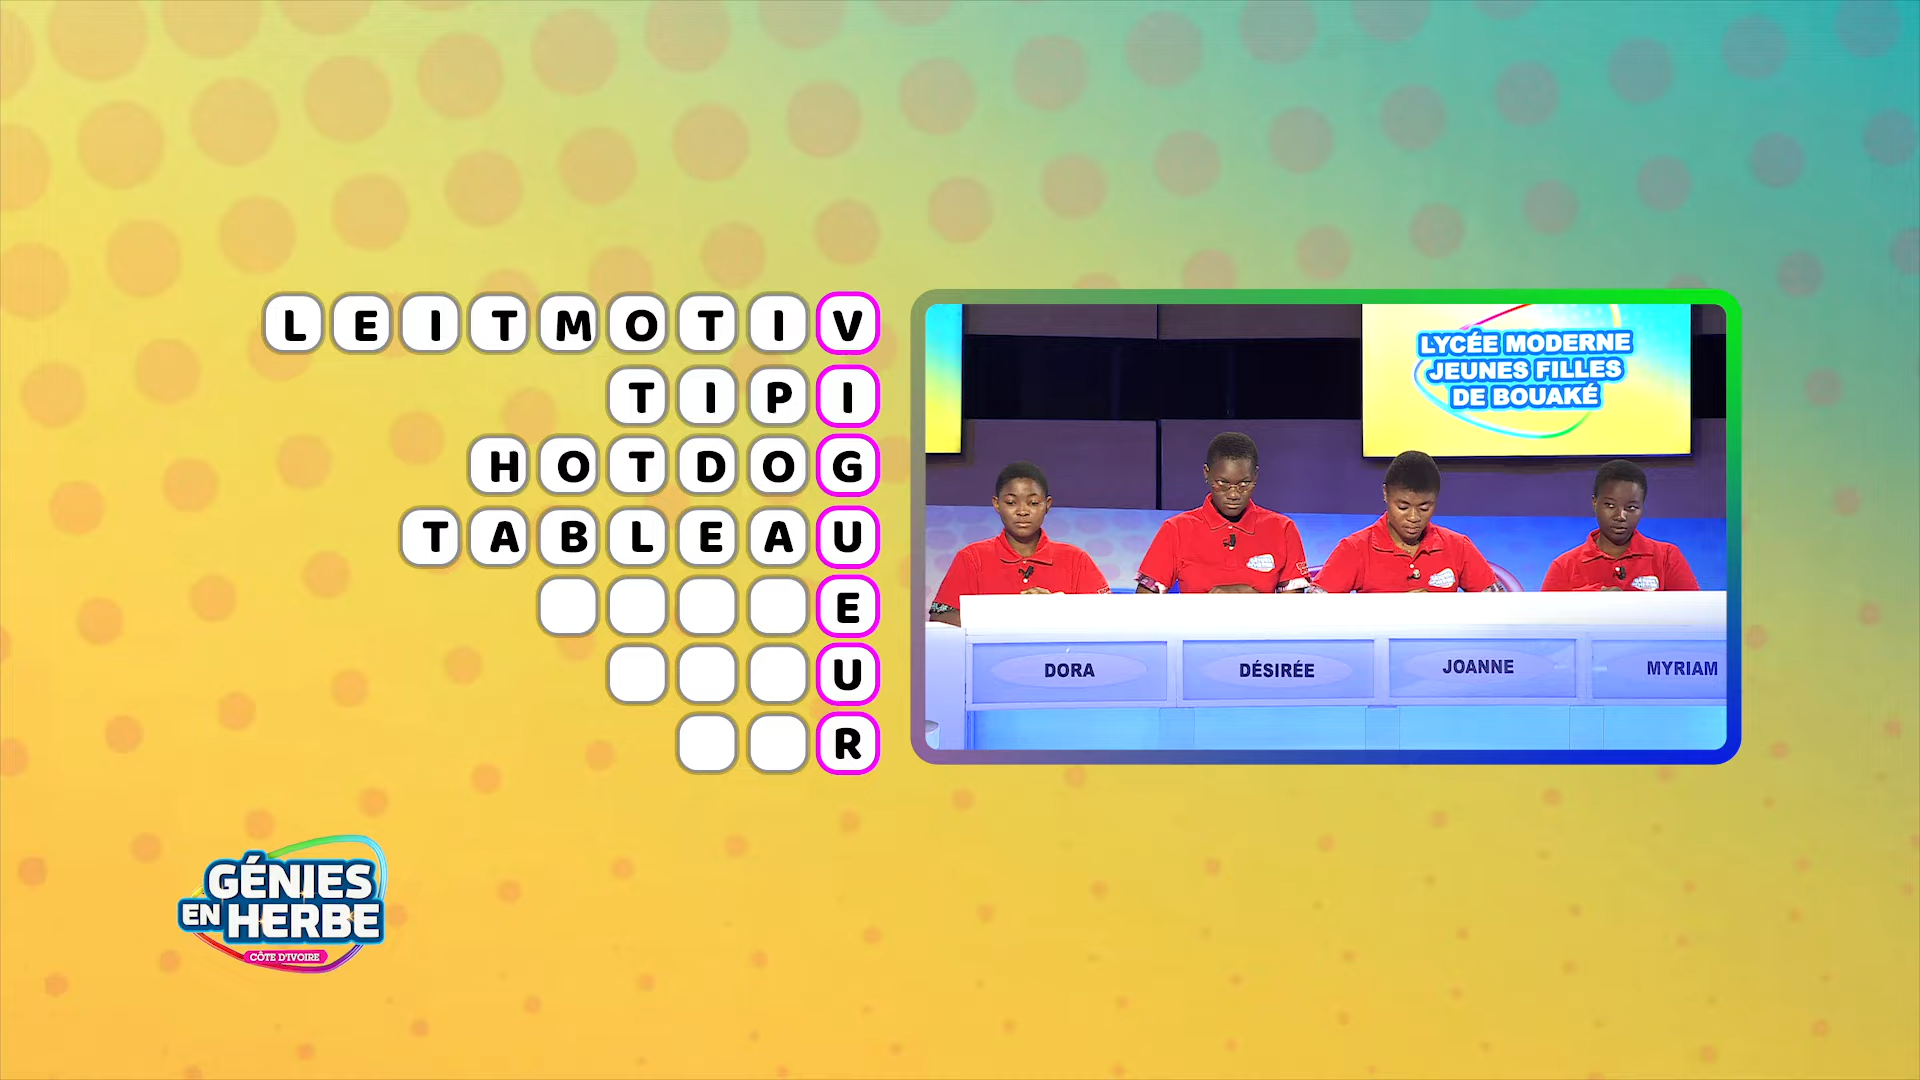 LEITMOTIV
TIPI
HOTDOG
TABLEAU
E
U
R
LYCÉE MODERNE
JEUNES FILLES
DE BOUAKÉ
DORA
DÉSIRÉE
JOANNE
MYRIAM
GÉNIES
EN HERBE
CÔTE D'IVOIRE